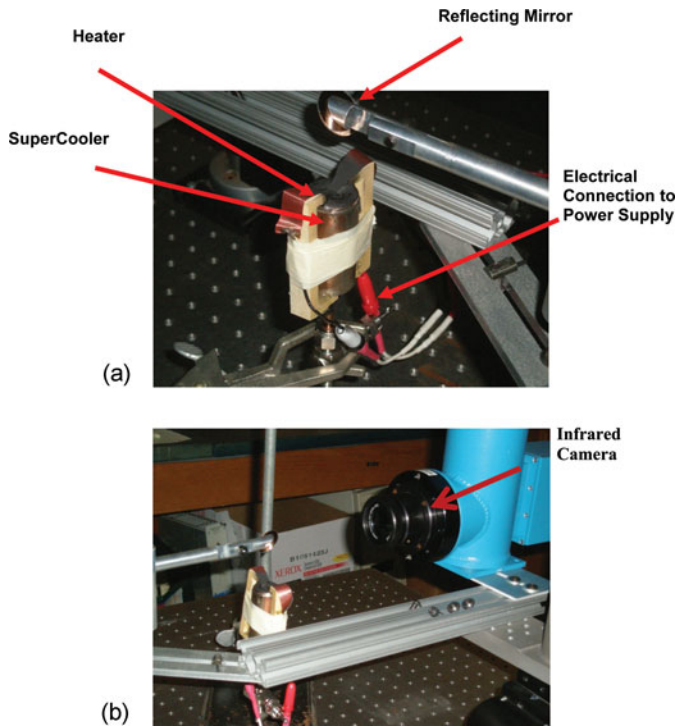 Reflecting Mirror
Heater
SuperCooler
Electrical
Connection to
Power Supply
(a)
Infrared
Camera
XEROX
(b)